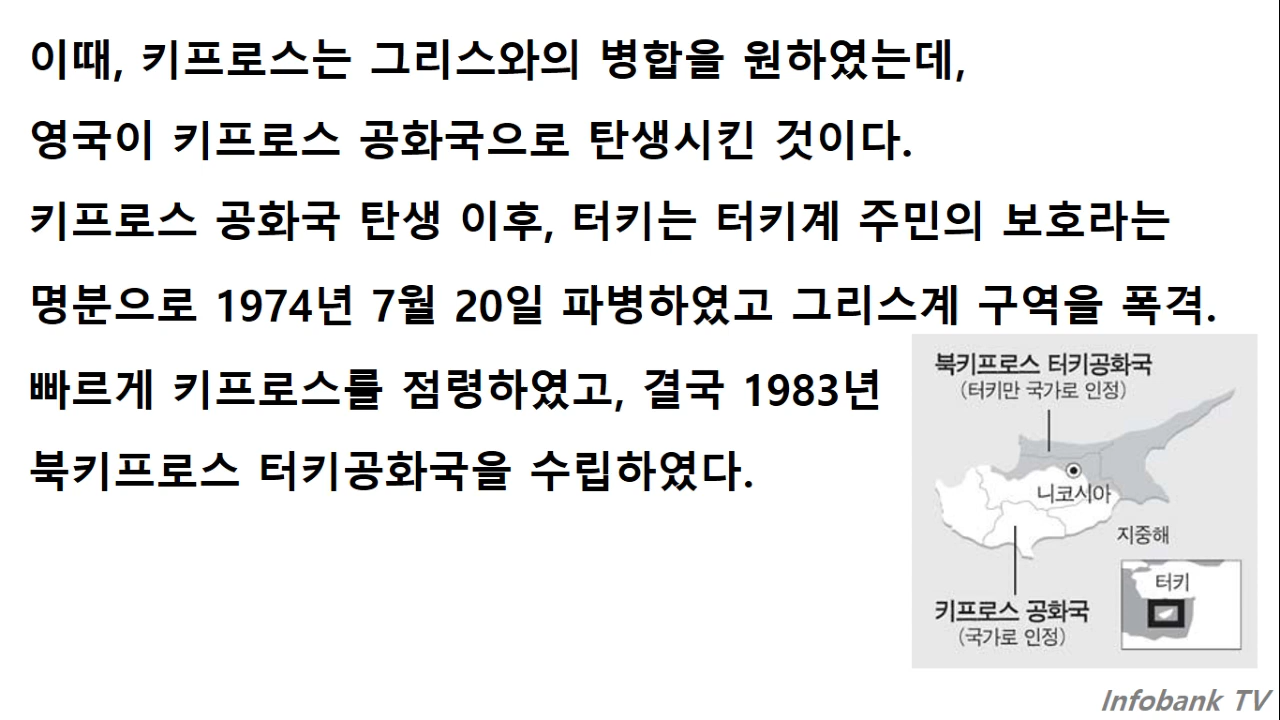 이때, 키프로스는 그리스와의 병합을 원하였는데,
영국이 키프로스 공화국으로 탄생시킨 것이다.
키프로스 공화국 탄생 이후, 터키는 터키계 주민의 보호라는
명분으로 1974년 7월 20일 파병하였고 그리스계 구역을 폭격.
빠르게 키프로스를 점령하였고, 결국 1983년
북키프로스 터키공화국을 수립하였다.
북키프로스 터키공화국
(터키만 국가로 인정)
니코시아
지중해
터키
키프로스 공화국
(국가로 인정)
Infobank TV